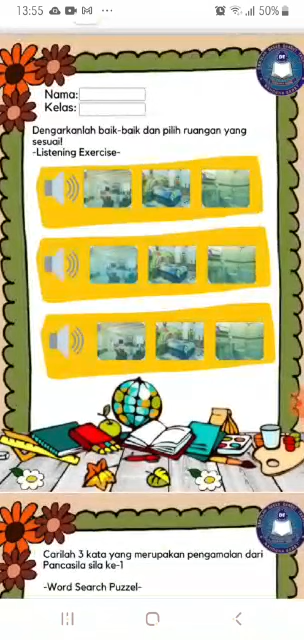 13:55
50%
Nama:
Kelas:
Dengarkanlah baik-baik dan pilih ruangan yang
sesuai!
-Listening Exercise-
Carilah 3 kata yang merupakan pengamalan dari
Pancasila sila ke-1
-Word Search Puzzel-